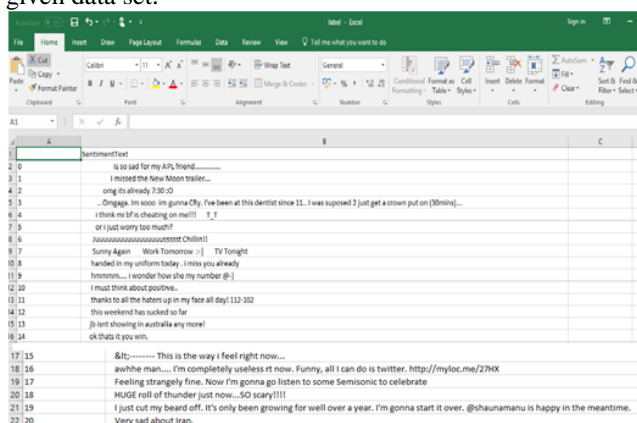 given data set.
label - Excel
Sign in
File Home Insert Draw Page Layout Formulas Data Review View Tell me what you want to do
Cut
Copy
Format Painter
Paste
Calibri 11
Wrap Text
Merge & Center
General
Conditional Formatting
Format as Table
Cell Styles
Insert Delete Format
AutoSum
Fill
Clear
Sort & Filter
Find & Select
Clipboard Font Alignment Number Styles Cells Editing
A1
A B C
1 SentimentText
2 0 is so sad for my APL friend.............
3 1 I missed the New Moon trailer...
4 2 omg its already 7:30 :O
5 3 .. Omgaga. Im sooo im gunna CRy. I've been at this dentist since 11.. I was suposed 2 just get a crown put on (30mins)...
6 4 i think mi bf is cheating on me!!! T_T
7 5 or i just worry too much?
8 6 Chillin!!
9 7 Sunny Again Work Tomorrow :-| TV Tonight
10 8 handed in my uniform today . i miss you already
11 9 hmmmm.... i wonder how she my number @-)
12 10 I must think about positive..
13 11 thanks to all the haters up in my face all day! 112-102
14 12 this weekend has sucked so far
15 13 jb isnt showing in australia any more!
16 14 ok thats it you win.
17 15 &lt;-------- This is the way i feel right now...
18 16 awhhe man.... I'm completely useless rt now. Funny, all I can do is twitter. http://myloc.me/27HX
19 17 Feeling strangely fine. Now I'm gonna go listen to some Semisonic to celebrate
20 18 HUGE roll of thunder just now...SO scary!!!!
21 19 I just cut my beard off. It's only been growing for well over a year. I'm gonna start it over. @shaunamanu is happy in the meantime.
22 20 Very sad about Iran.